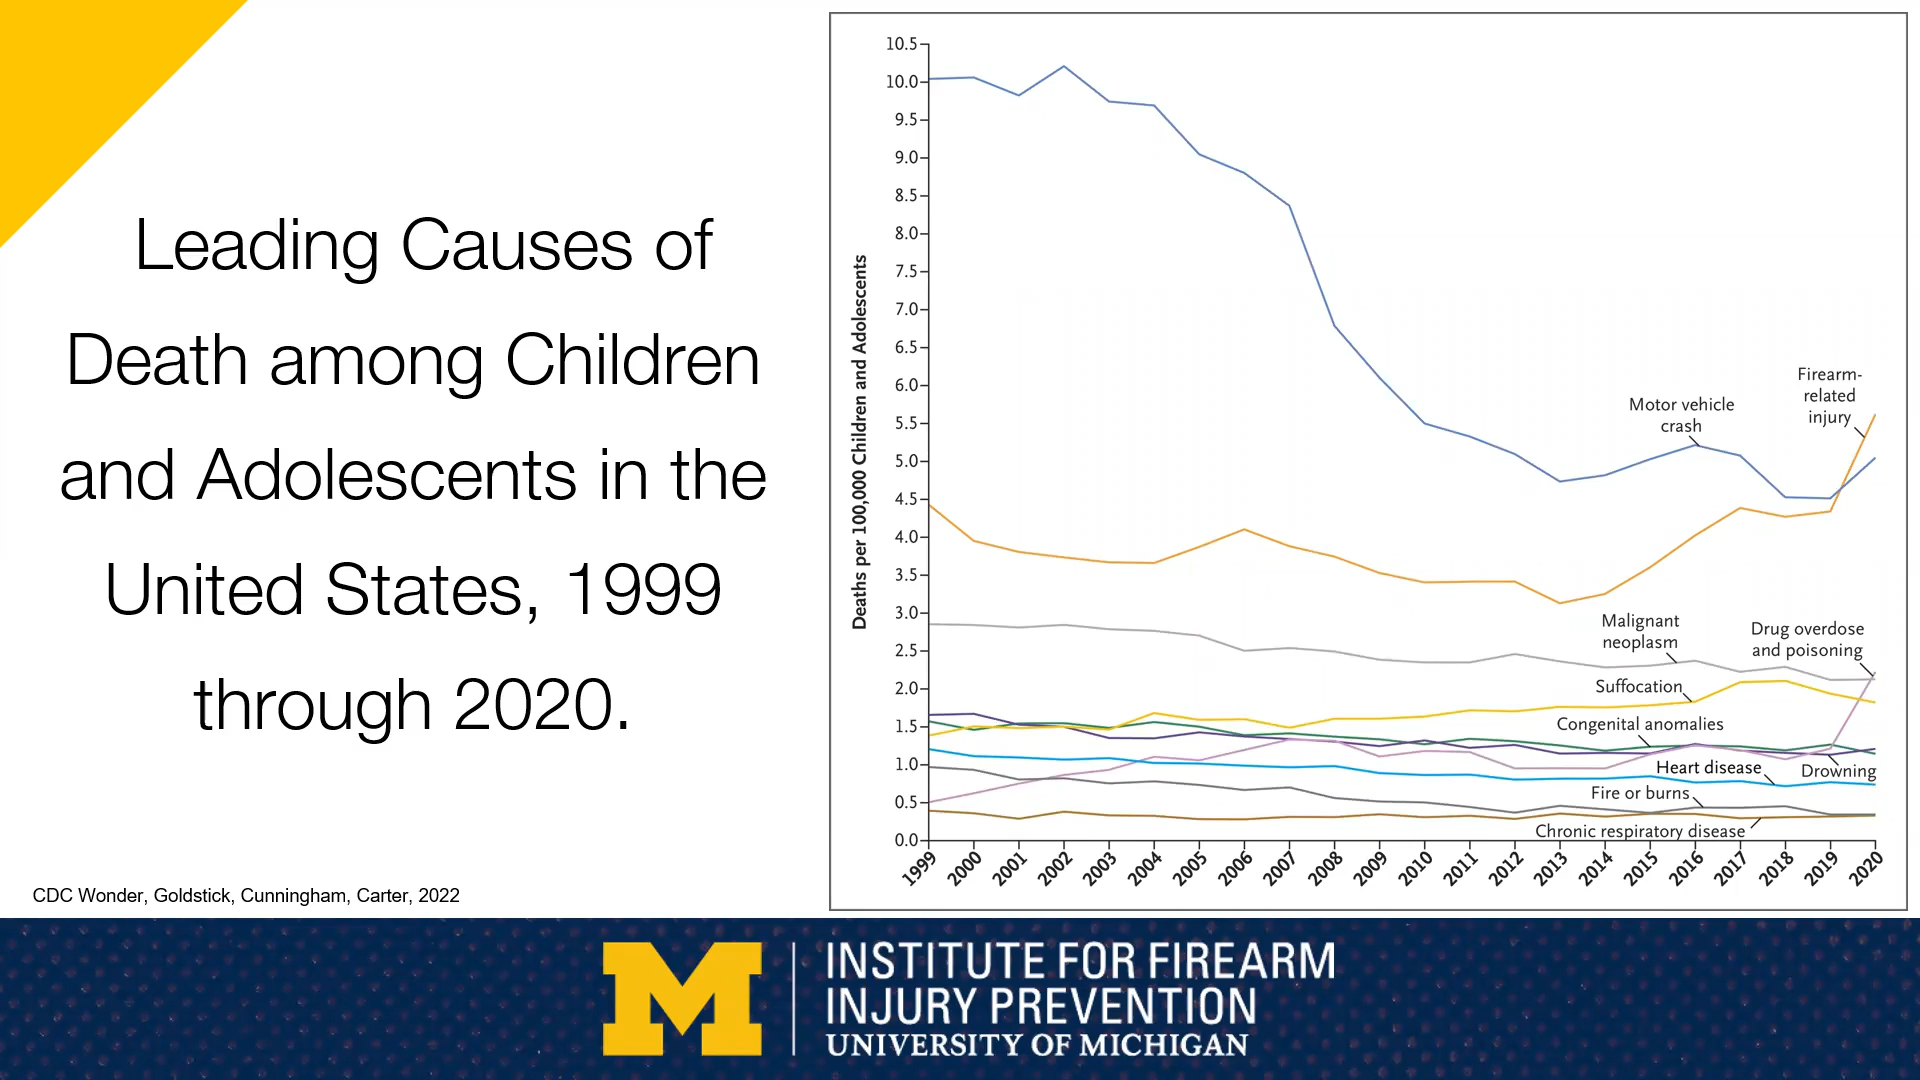 Leading Causes of
Death among Children
and Adolescents in the
United States, 1999
through 2020.
CDC Wonder, Goldstick, Cunningham, Carter, 2022
Deaths per 100,000 Children and Adolescents
10.5
10.0
9.5
9.0
8.5
8.0
7.5
7.0
6.5
6.0
5.5
5.0
4.5
4.0
3.5
3.0
2.5
2.0
1.5
1.0
0.5
0.0
Firearm-
related
injury
Motor vehicle
crash
Malignant
neoplasm
Drug overdose
and poisoning
Suffocation
Congenital anomalies
Heart disease
Drowning
Fire or burns
Chronic respiratory disease
1999
2000
2001
2002
2003
2004
2005
2006
2007
2008
2009
2010
2011
2012
2013
2014
2015
2016
2017
2018
2019
2020
M
INSTITUTE FOR FIREARM
INJURY PREVENTION
UNIVERSITY OF MICHIGAN